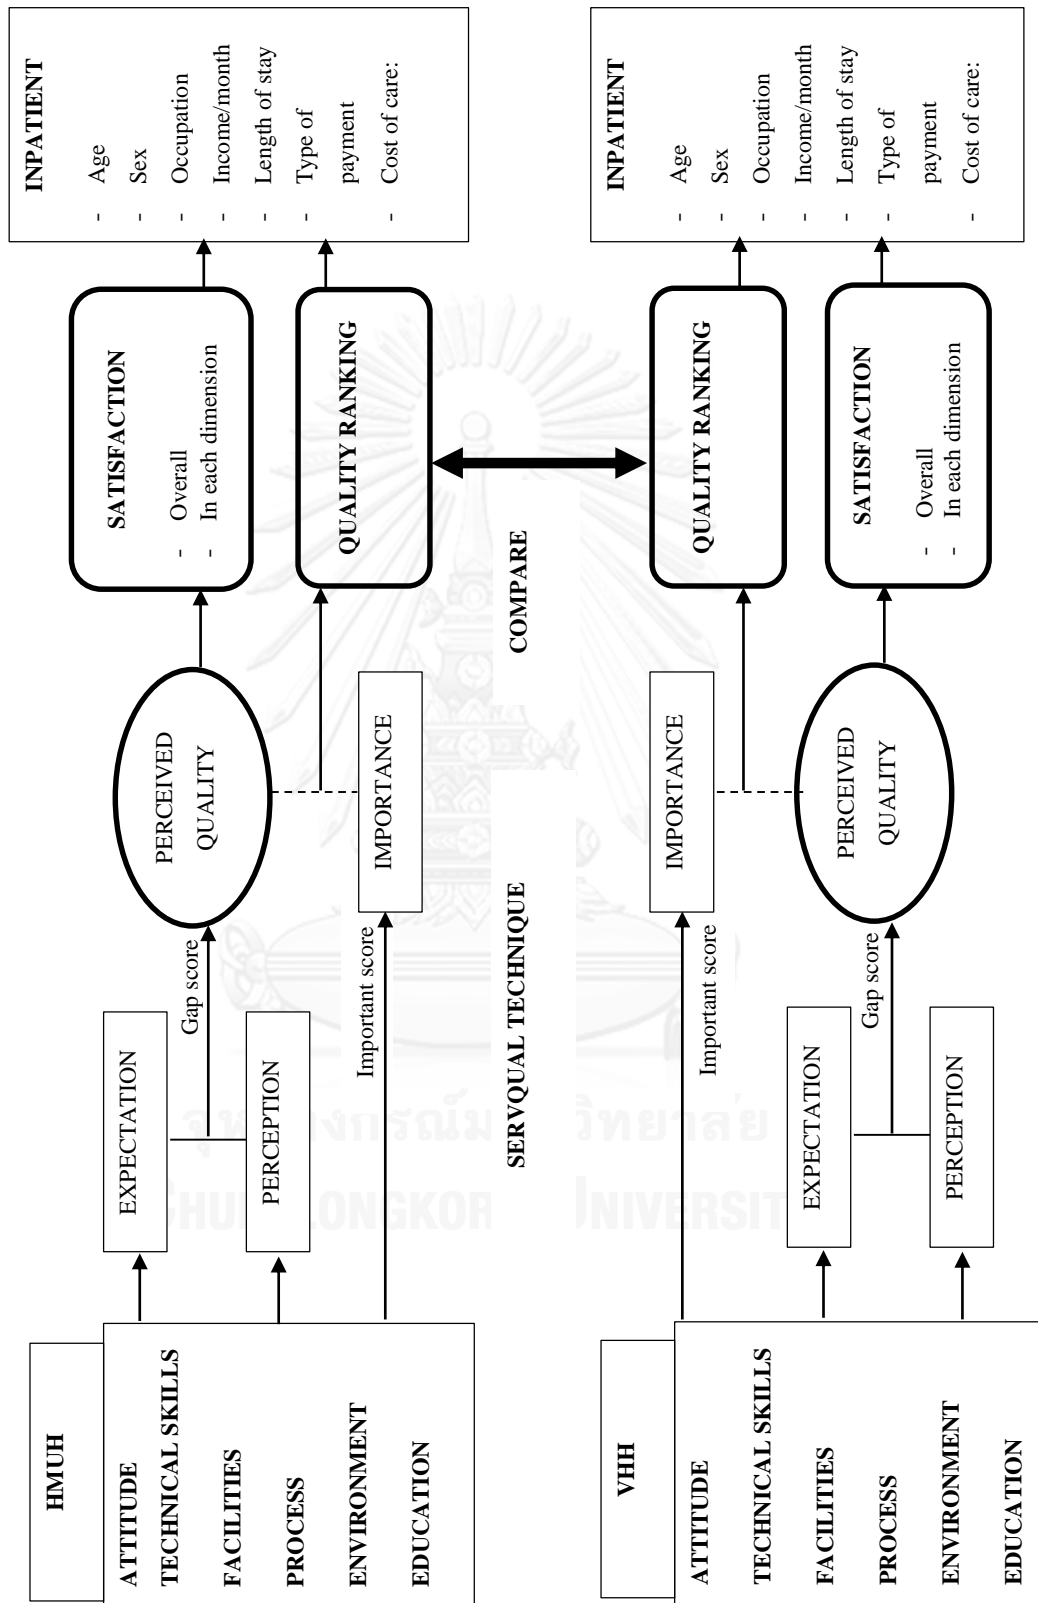 HMUH
ATTITUDE
TECHNICAL SKILLS
FACILITIES
PROCESS
ENVIRONMENT
EDUCATION
EXPECTATION
PERCEPTION
Gap score
Important score
PERCEIVED
QUALITY
IMPORTANCE
SATISFACTION
- Overall
- In each dimension
QUALITY RANKING
INPATIENT
- Age
- Sex
- Occupation
- Income/month
- Length of stay
- Type of
payment
- Cost of care:
SERVQUAL TECHNIQUE
COMPARE
VHH
ATTITUDE
TECHNICAL SKILLS
FACILITIES
PROCESS
ENVIRONMENT
EDUCATION
Important score
EXPECTATION
PERCEPTION
Gap score
IMPORTANCE
PERCEIVED
QUALITY
QUALITY RANKING
SATISFACTION
- Overall
- In each dimension
INPATIENT
- Age
- Sex
- Occupation
- Income/month
- Length of stay
- Type of
payment
- Cost of care: